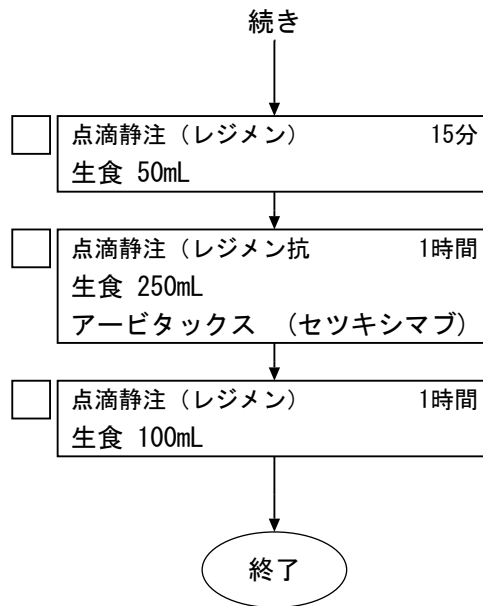 続き
点滴静注（レジメン） 15分
生食 50mL
点滴静注（レジメン抗 1時間
生食 250mL
アービタックス （セツキシマブ）
点滴静注（レジメン） 1時間
生食 100mL
終了